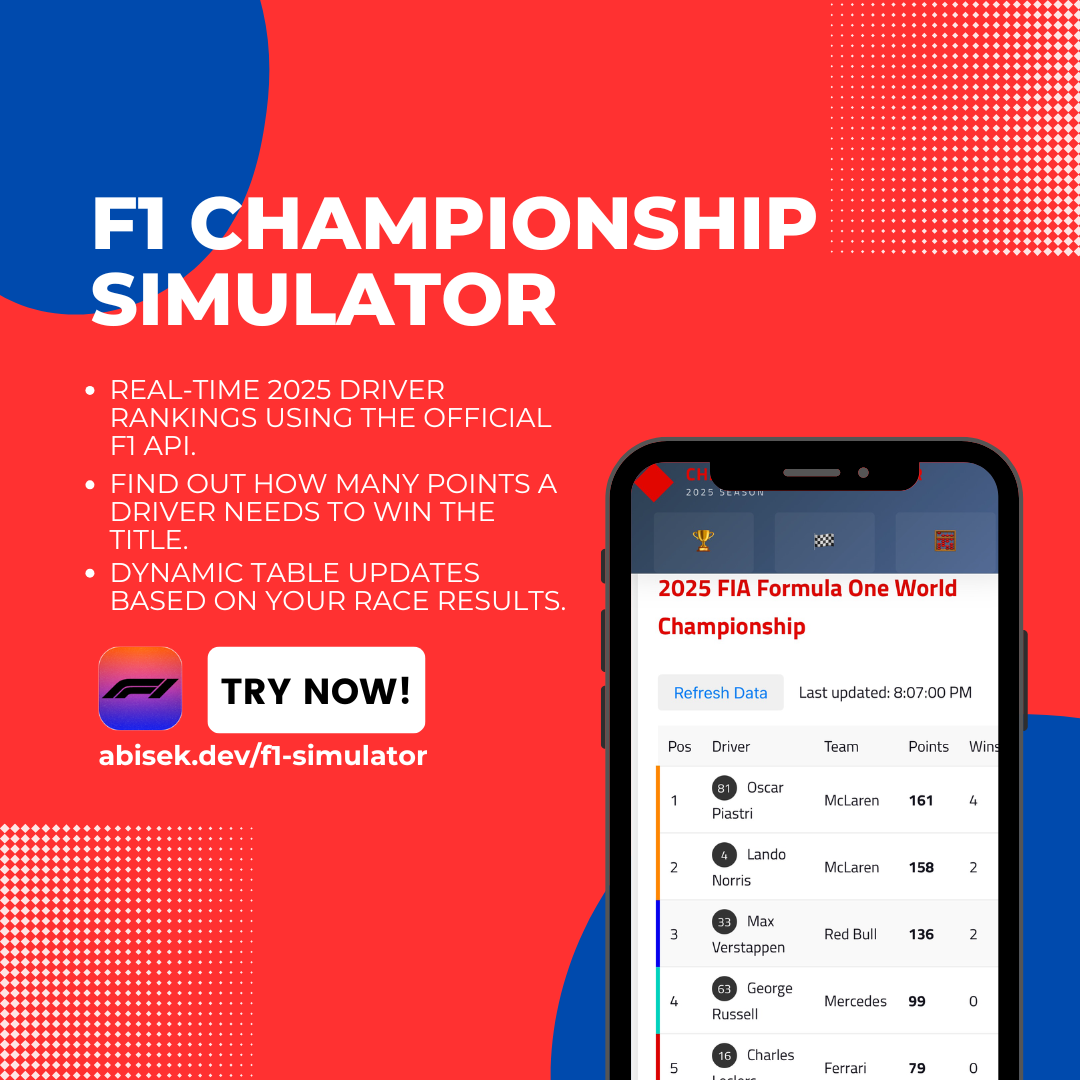 F1 CHAMPIONSHIP
SIMULATOR
REAL-TIME 2025 DRIVER
RANKINGS USING THE OFFICIAL
F1 API.
FIND OUT HOW MANY POINTS A
DRIVER NEEDS TO WIN THE
TITLE.
DYNAMIC TABLE UPDATES
BASED ON YOUR RACE RESULTS.
F1
TRY NOW!
abisek.dev/f1-simulator
2025 SEASON
2025 FIA Formula One World
Championship
Refresh Data Last updated: 8:07:00 PM
Pos Driver Team Points Wins
1 81 Oscar Piastri McLaren 161 4
2 4 Lando Norris McLaren 158 2
3 33 Max Verstappen Red Bull 136 2
4 63 George Russell Mercedes 99 0
5 16 Charles Ferrari 79 0